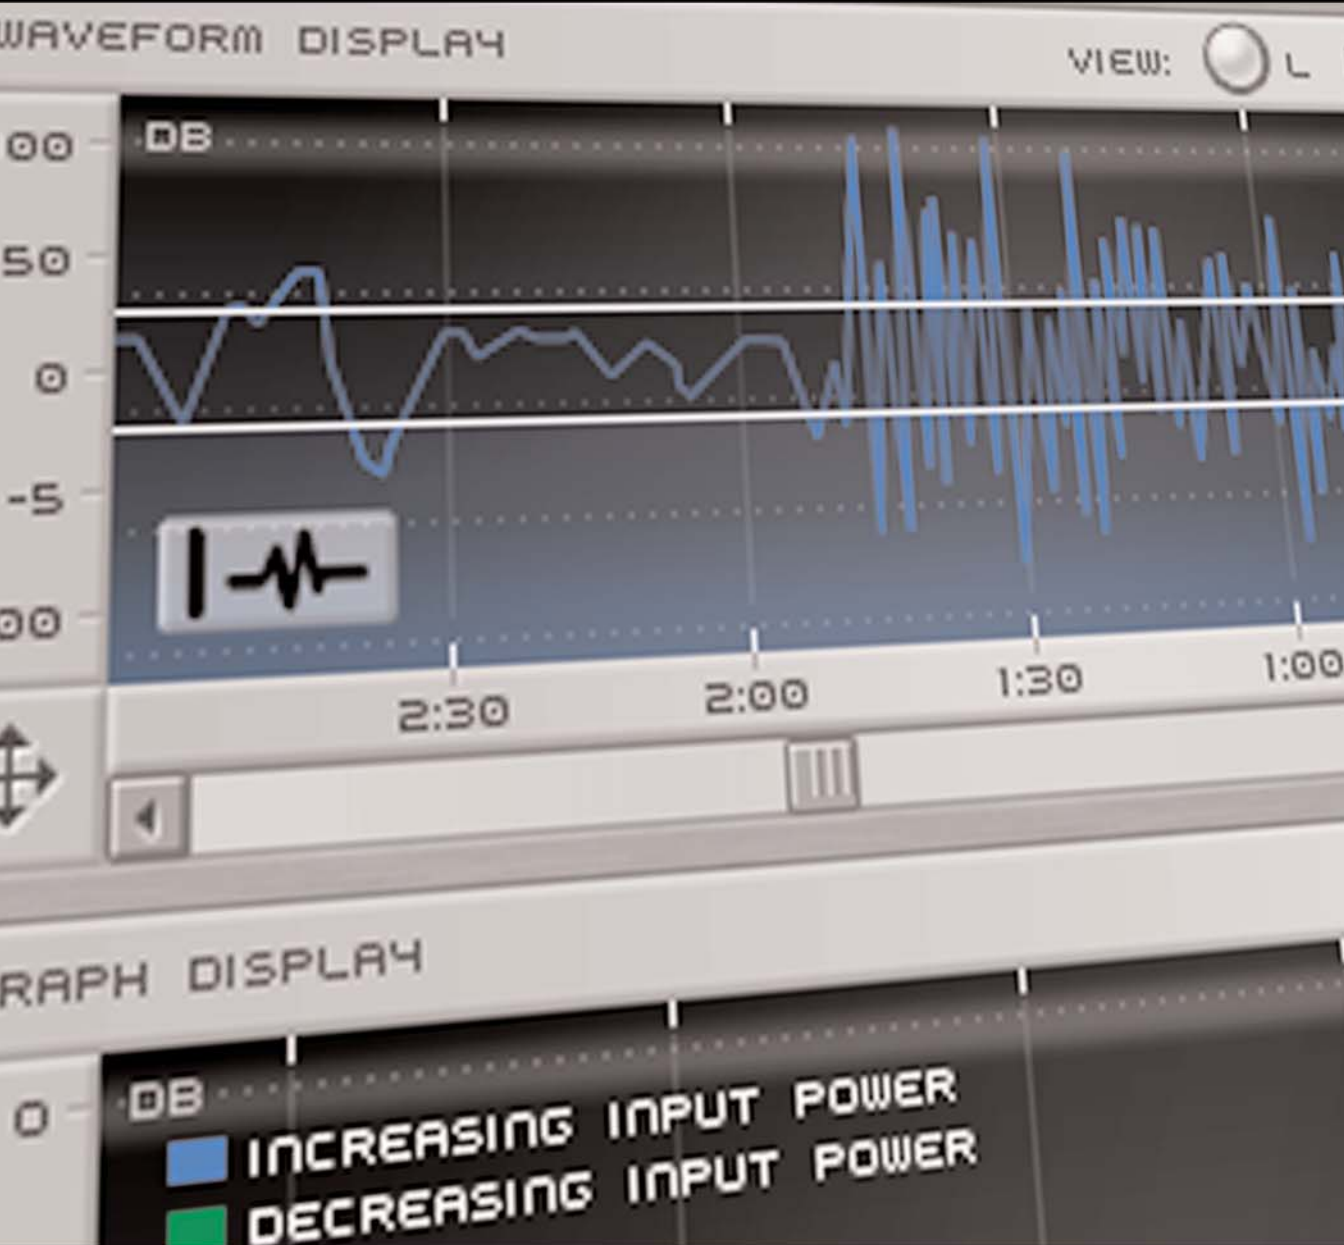 WAVEFORM DISPLAY
VIEW: L
DB
00
50
0
-5
00
2:30 2:00 1:30 1:00
RAPH DISPLAY
DB
0
INCREASING INPUT POWER
DECREASING INPUT POWER